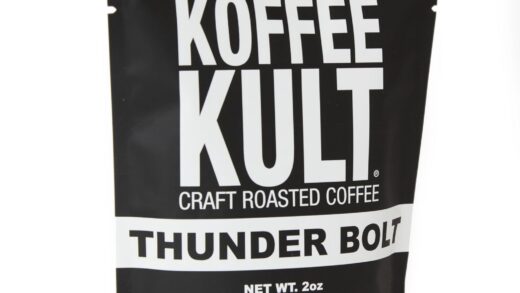 KOFFEE
KULT®
CRAFT ROASTED COFFEE
THUNDER BOLT
NET WT. 2oz